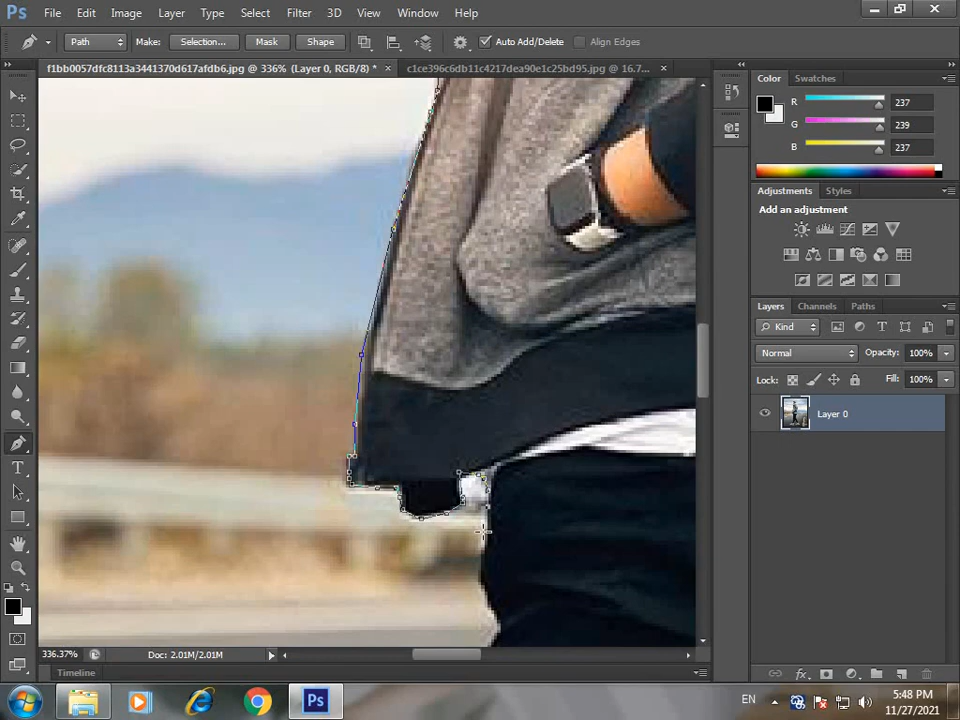 Ps File Edit Image Layer Type Select Filter 3D View Window Help
Path Make: Selection... Mask Shape Auto Add/Delete Align Edges
f1bb0057dfc8113a3441370d617afdb6.jpg @ 336% (Layer 0, RGB/8) * × c1ce396c6db11c4217dea90e1c25bd95.jpg @ 16.7... ×
Color Swatches
R 237
G 239
B 237
Adjustments Styles
Add an adjustment
Layers Channels Paths
Kind T
Normal Opacity: 100%
Lock: Fill: 100%
Layer 0
T
336.37% Doc: 2.01M/2.01M
Timeline
fx
Ps EN 5:48 PM
11/27/2021